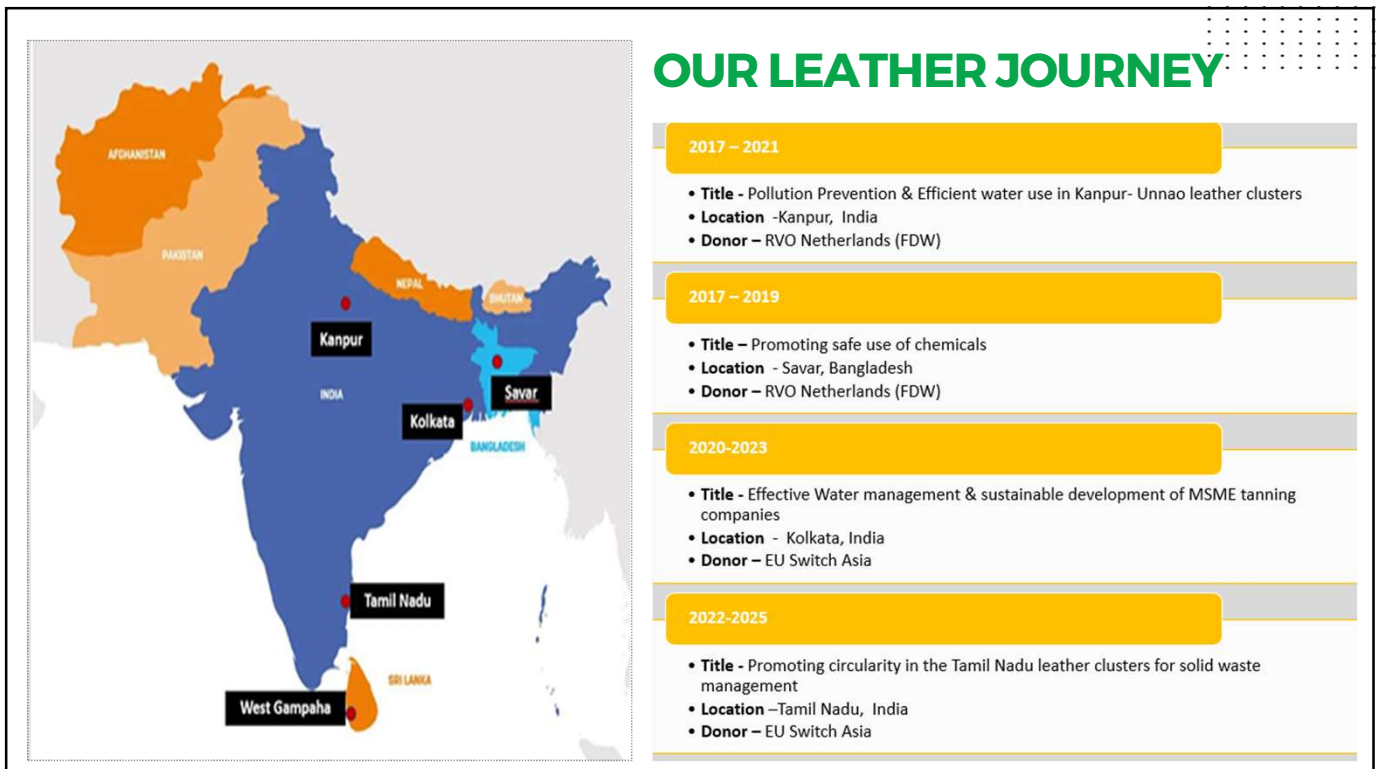 OUR LEATHER JOURNEY
AFGHANISTAN
PAKISTAN
NEPAL
BHUTAN
Kanpur
INDIA
Savar
Kolkata
BANGLADESH
Tamil Nadu
SRI LANKA
West Gampaha
2017 – 2021
• Title - Pollution Prevention & Efficient water use in Kanpur- Unnao leather clusters
• Location -Kanpur, India
• Donor – RVO Netherlands (FDW)
2017 – 2019
• Title – Promoting safe use of chemicals
• Location - Savar, Bangladesh
• Donor – RVO Netherlands (FDW)
2020-2023
• Title - Effective Water management & sustainable development of MSME tanning
companies
• Location - Kolkata, India
• Donor – EU Switch Asia
2022-2025
• Title - Promoting circularity in the Tamil Nadu leather clusters for solid waste
management
• Location –Tamil Nadu, India
• Donor – EU Switch Asia